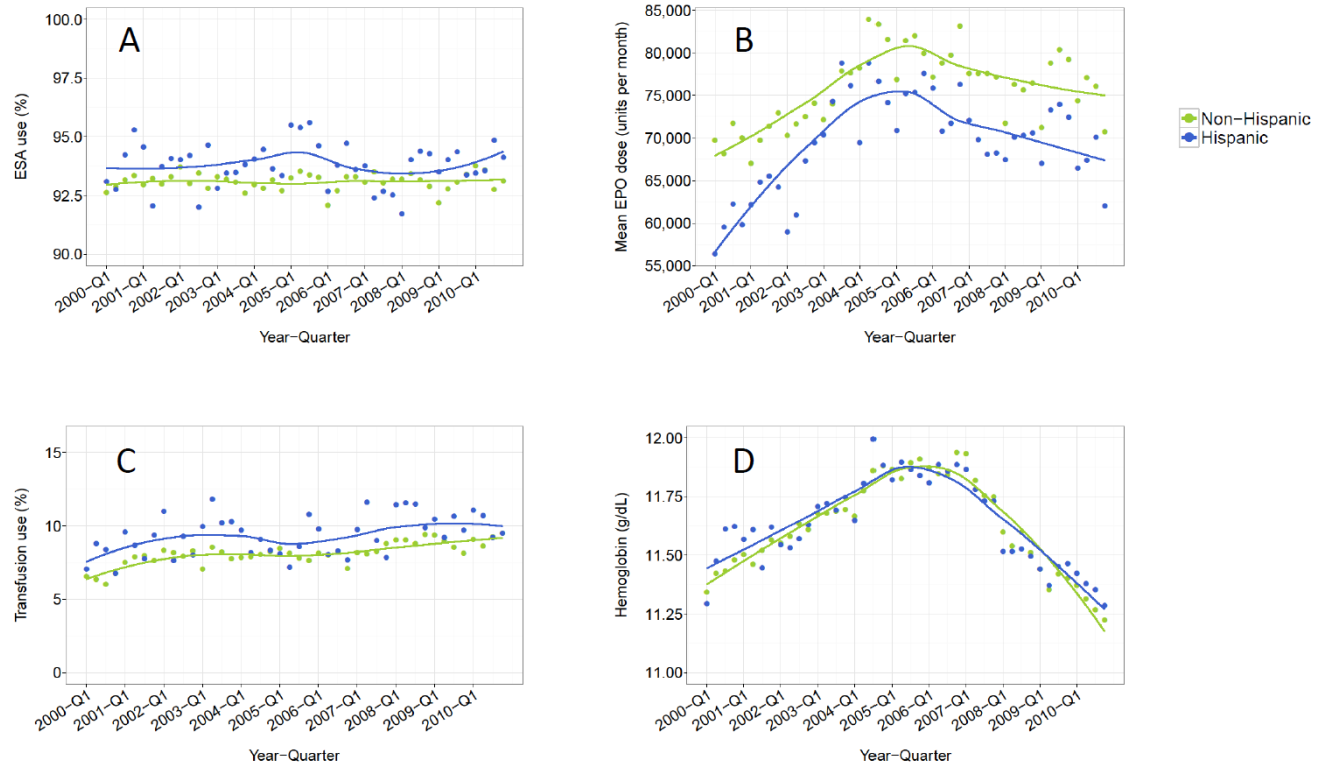 A
100.0
97.5
95.0
92.5
90.0
ESA use (%)
2000−Q1
2001−Q1
2002−Q1
2003−Q1
2004−Q1
2005−Q1
2006−Q1
2007−Q1
2008−Q1
2009−Q1
2010−Q1
Year−Quarter
B
85,000
80,000
75,000
70,000
65,000
60,000
55,000
Mean EPO dose (units per month)
2000−Q1
2001−Q1
2002−Q1
2003−Q1
2004−Q1
2005−Q1
2006−Q1
2007−Q1
2008−Q1
2009−Q1
2010−Q1
Year−Quarter
Non−Hispanic
Hispanic
C
15
10
5
0
Transfusion use (%)
2000−Q1
2001−Q1
2002−Q1
2003−Q1
2004−Q1
2005−Q1
2006−Q1
2007−Q1
2008−Q1
2009−Q1
2010−Q1
Year−Quarter
D
12.00
11.75
11.50
11.25
11.00
Hemoglobin (g/dL)
2000−Q1
2001−Q1
2002−Q1
2003−Q1
2004−Q1
2005−Q1
2006−Q1
2007−Q1
2008−Q1
2009−Q1
2010−Q1
Year−Quarter